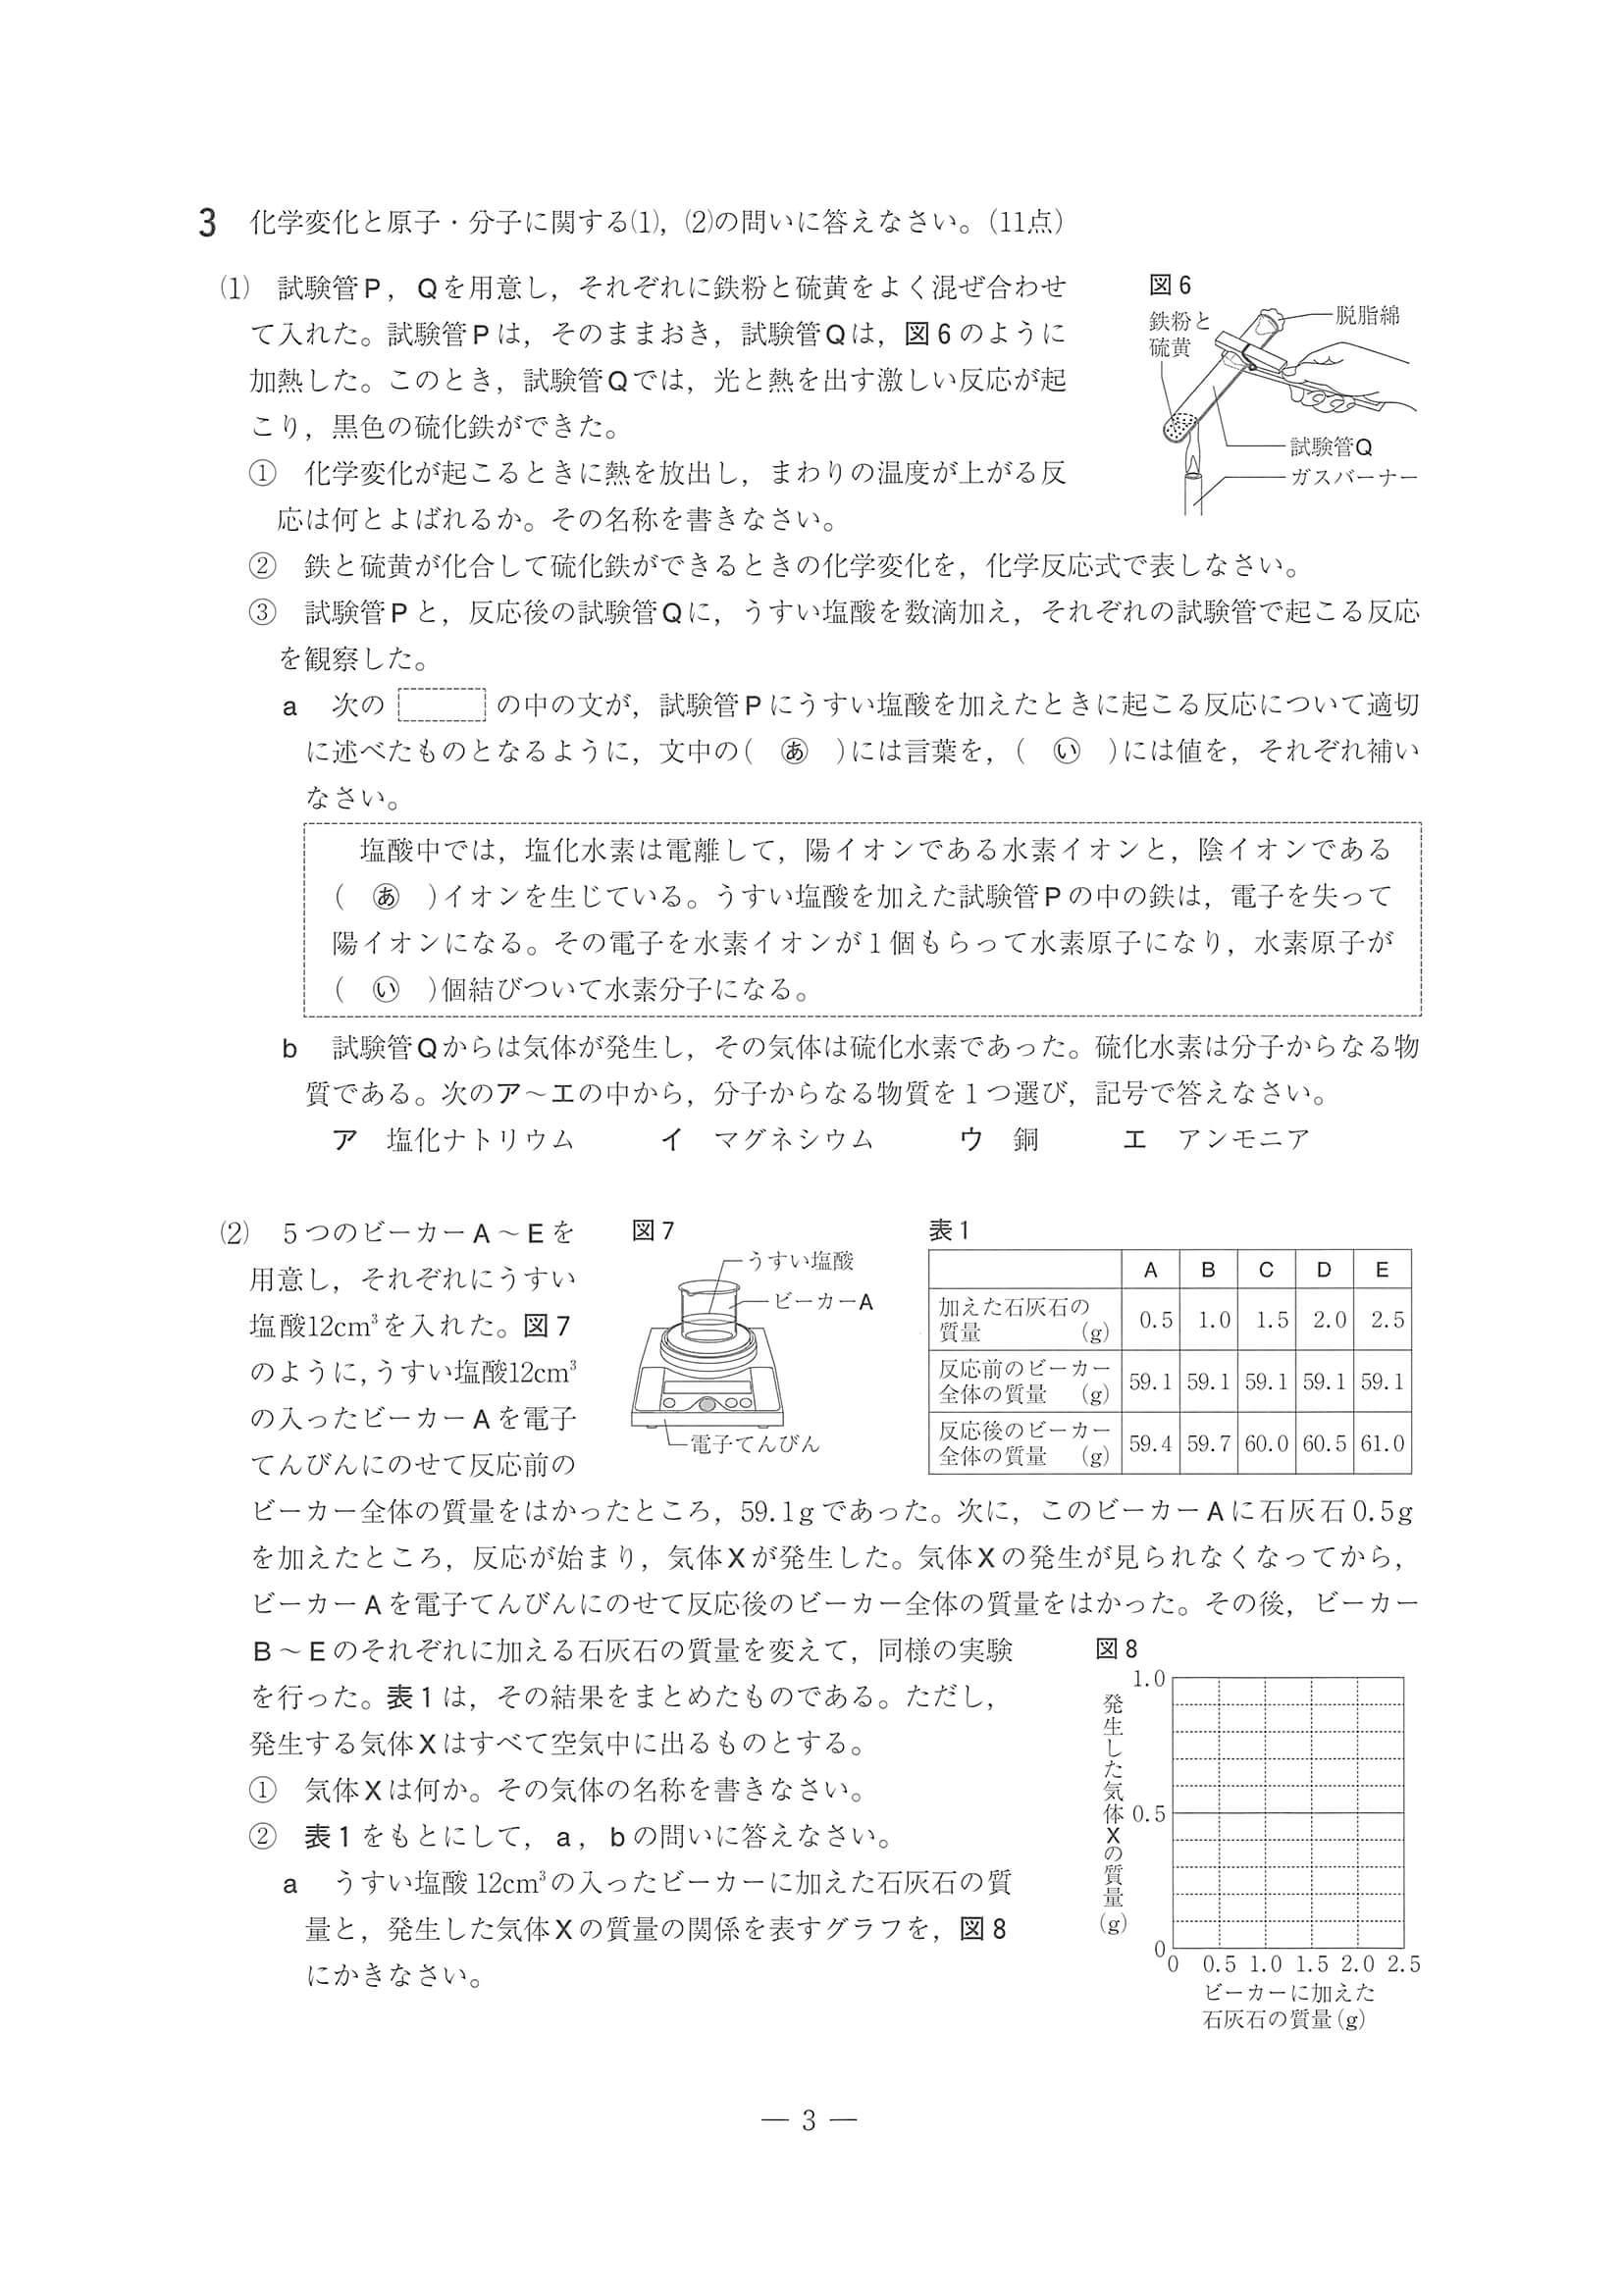 3 化学変化と原子・分子に関する(1), (2)の問いに答えなさい。(11点)
(1) 試験管P, Qを用意し, それぞれに鉄粉と硫黄をよく混ぜ合わせ
て入れた。試験管Pは, そのままおき, 試験管Qは, 図6のように
加熱した。このとき, 試験管Qでは, 光と熱を出す激しい反応が起
こり, 黒色の硫化鉄ができた。
図6
鉄粉と
硫黄
脱脂綿
試験管Q
ガスバーナー
① 化学変化が起こるときに熱を放出し, まわりの温度が上がる反
応は何とよばれるか。その名称を書きなさい。
② 鉄と硫黄が化合して硫化鉄ができるときの化学変化を, 化学反応式で表しなさい。
③ 試験管Pと, 反応後の試験管Qに, うすい塩酸を数滴加え, それぞれの試験管で起こる反応
を観察した。
a 次の の中の文が, 試験管Pにうすい塩酸を加えたときに起こる反応について適切
に述べたものとなるように, 文中の( あ )には言葉を, ( い )には値を, それぞれ補い
なさい。
塩酸中では, 塩化水素は電離して, 陽イオンである水素イオンと, 陰イオンである
( あ )イオンを生じている。うすい塩酸を加えた試験管Pの中の鉄は, 電子を失って
陽イオンになる。その電子を水素イオンが1個もらって水素原子になり, 水素原子が
( い )個結びついて水素分子になる。
b 試験管Qからは気体が発生し, その気体は硫化水素であった。硫化水素は分子からなる物
質である。次のア～エの中から, 分子からなる物質を1つ選び, 記号で答えなさい。
ア 塩化ナトリウム イ マグネシウム ウ 銅 エ アンモニア
(2) 5つのビーカーA～Eを
用意し, それぞれにうすい
塩酸12cm³を入れた。図7
のように, うすい塩酸12cm³
の入ったビーカーAを電子
てんびんにのせて反応前の
図7
うすい塩酸
ビーカーA
電子てんびん
表1
A B C D E
加えた石灰石の
質量 (g) 0.5 1.0 1.5 2.0 2.5
反応前のビーカー
全体の質量 (g) 59.1 59.1 59.1 59.1 59.1
反応後のビーカー
全体の質量 (g) 59.4 59.7 60.0 60.5 61.0
ビーカー全体の質量をはかったところ, 59.1gであった。次に, このビーカーAに石灰石0.5g
を加えたところ, 反応が始まり, 気体Xが発生した。気体Xの発生が見られなくなってから,
ビーカーAを電子てんびんにのせて反応後のビーカー全体の質量をはかった。その後, ビーカー
B～Eのそれぞれに加える石灰石の質量を変えて, 同様の実験
を行った。表1は, その結果をまとめたものである。ただし,
発生する気体Xはすべて空気中に出るものとする。
① 気体Xは何か。その気体の名称を書きなさい。
② 表1をもとにして, a, bの問いに答えなさい。
a うすい塩酸12cm³の入ったビーカーに加えた石灰石の質
量と, 発生した気体Xの質量の関係を表すグラフを, 図8
にかきなさい。
図8
発生した気体Xの質量(g)
1.0
0.5
0
0 0.5 1.0 1.5 2.0 2.5
ビーカーに加えた
石灰石の質量(g)
— 3 —